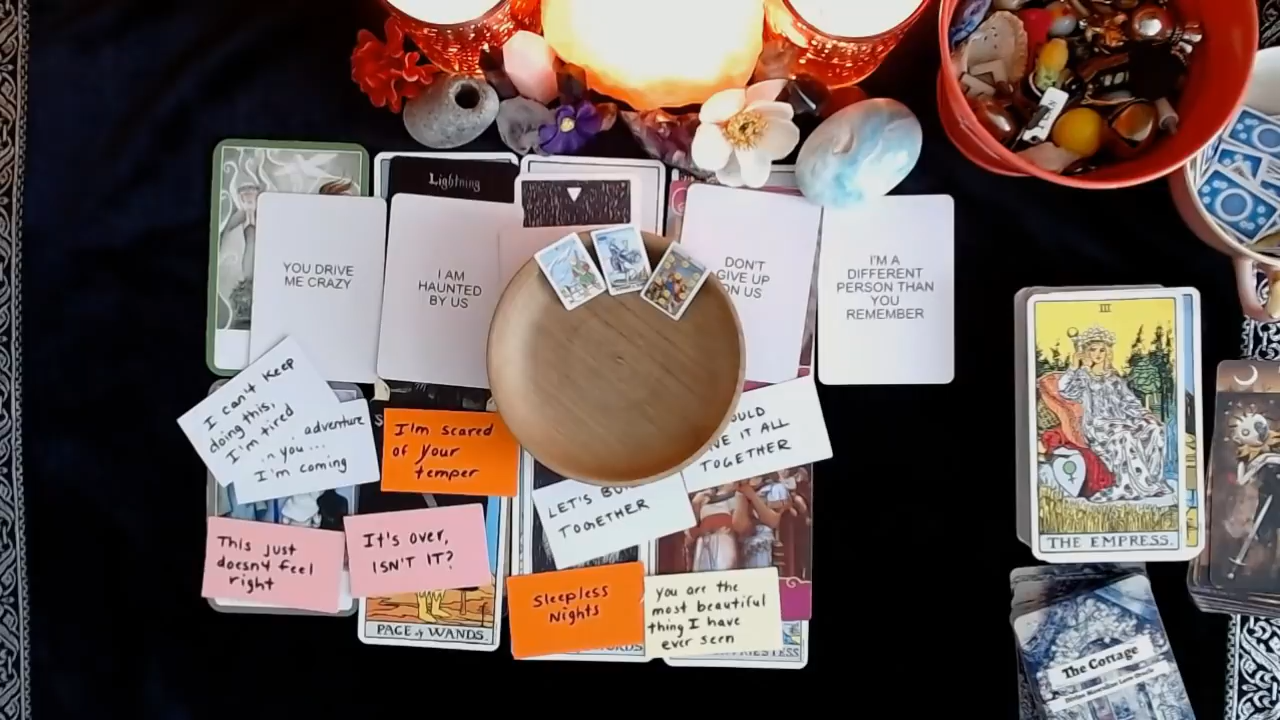 Lightning
YOU DRIVE
ME CRAZY
I AM
HAUNTED
BY US
DON'T
GIVE UP
ON US
I'M A
DIFFERENT
PERSON THAN
YOU
REMEMBER
I can't keep
doing this,
I'm tired
adventure
in you...
I'm coming
I'm scared
of your
temper
IT ALL
TOGETHER
LET'S
TOGETHER
This just
doesn't feel
right
It's over,
ISN'T IT?
Sleepless
Nights
you are the
most beautiful
thing I have
ever seen
PAGE of WANDS.
III
THE EMPRESS.
The Cottage